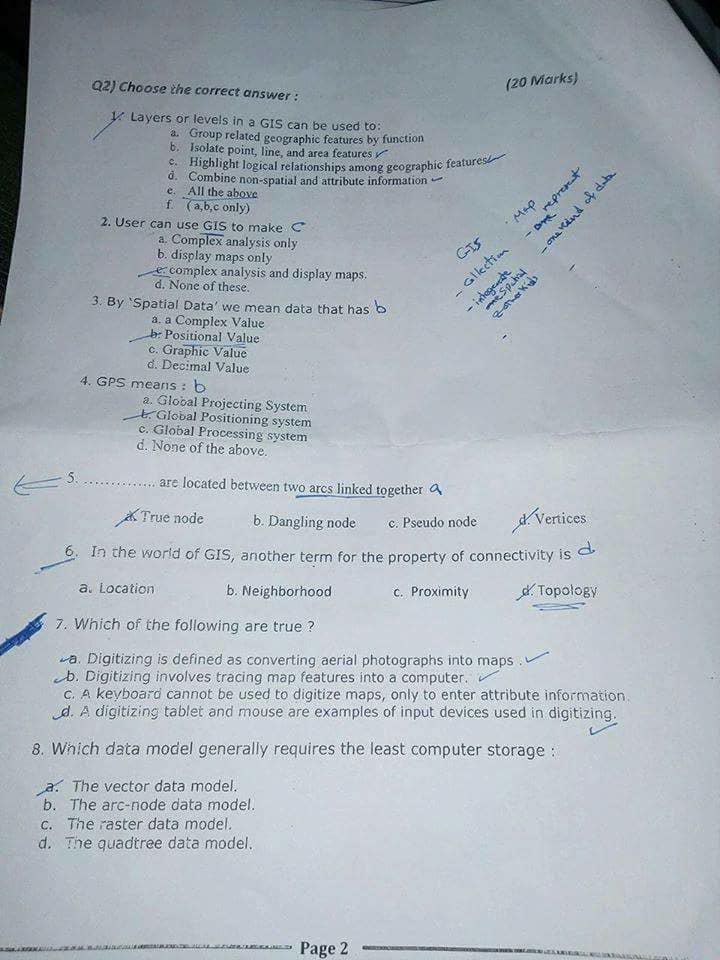 Q2) Choose the correct answer :
(20 Marks)
1. Layers or levels in a GIS can be used to:
a. Group related geographic features by function
b. Isolate point, line, and area features
c. Highlight logical relationships among geographic features
d. Combine non-spatial and attribute information
e. All the above
f. (a,b,c only)
GIS
- Collection
- integrate
Map
- one represent
- one kind of data
2. User can use GIS to make C
a. Complex analysis only
b. display maps only
c. complex analysis and display maps.
d. None of these.
3. By 'Spatial Data' we mean data that has b
a. a Complex Value
b. Positional Value
c. Graphic Value
d. Decimal Value
4. GPS means : b
a. Global Projecting System
b. Global Positioning system
c. Global Processing system
d. None of the above.
5. .............. are located between two arcs linked together a
a. True node b. Dangling node c. Pseudo node d. Vertices
6. In the world of GIS, another term for the property of connectivity is d
a. Location b. Neighborhood c. Proximity d. Topology
7. Which of the following are true ?
a. Digitizing is defined as converting aerial photographs into maps .
b. Digitizing involves tracing map features into a computer.
c. A keyboard cannot be used to digitize maps, only to enter attribute information.
d. A digitizing tablet and mouse are examples of input devices used in digitizing.
8. Which data model generally requires the least computer storage :
a. The vector data model.
b. The arc-node data model.
c. The raster data model.
d. The quadtree data model.
Page 2